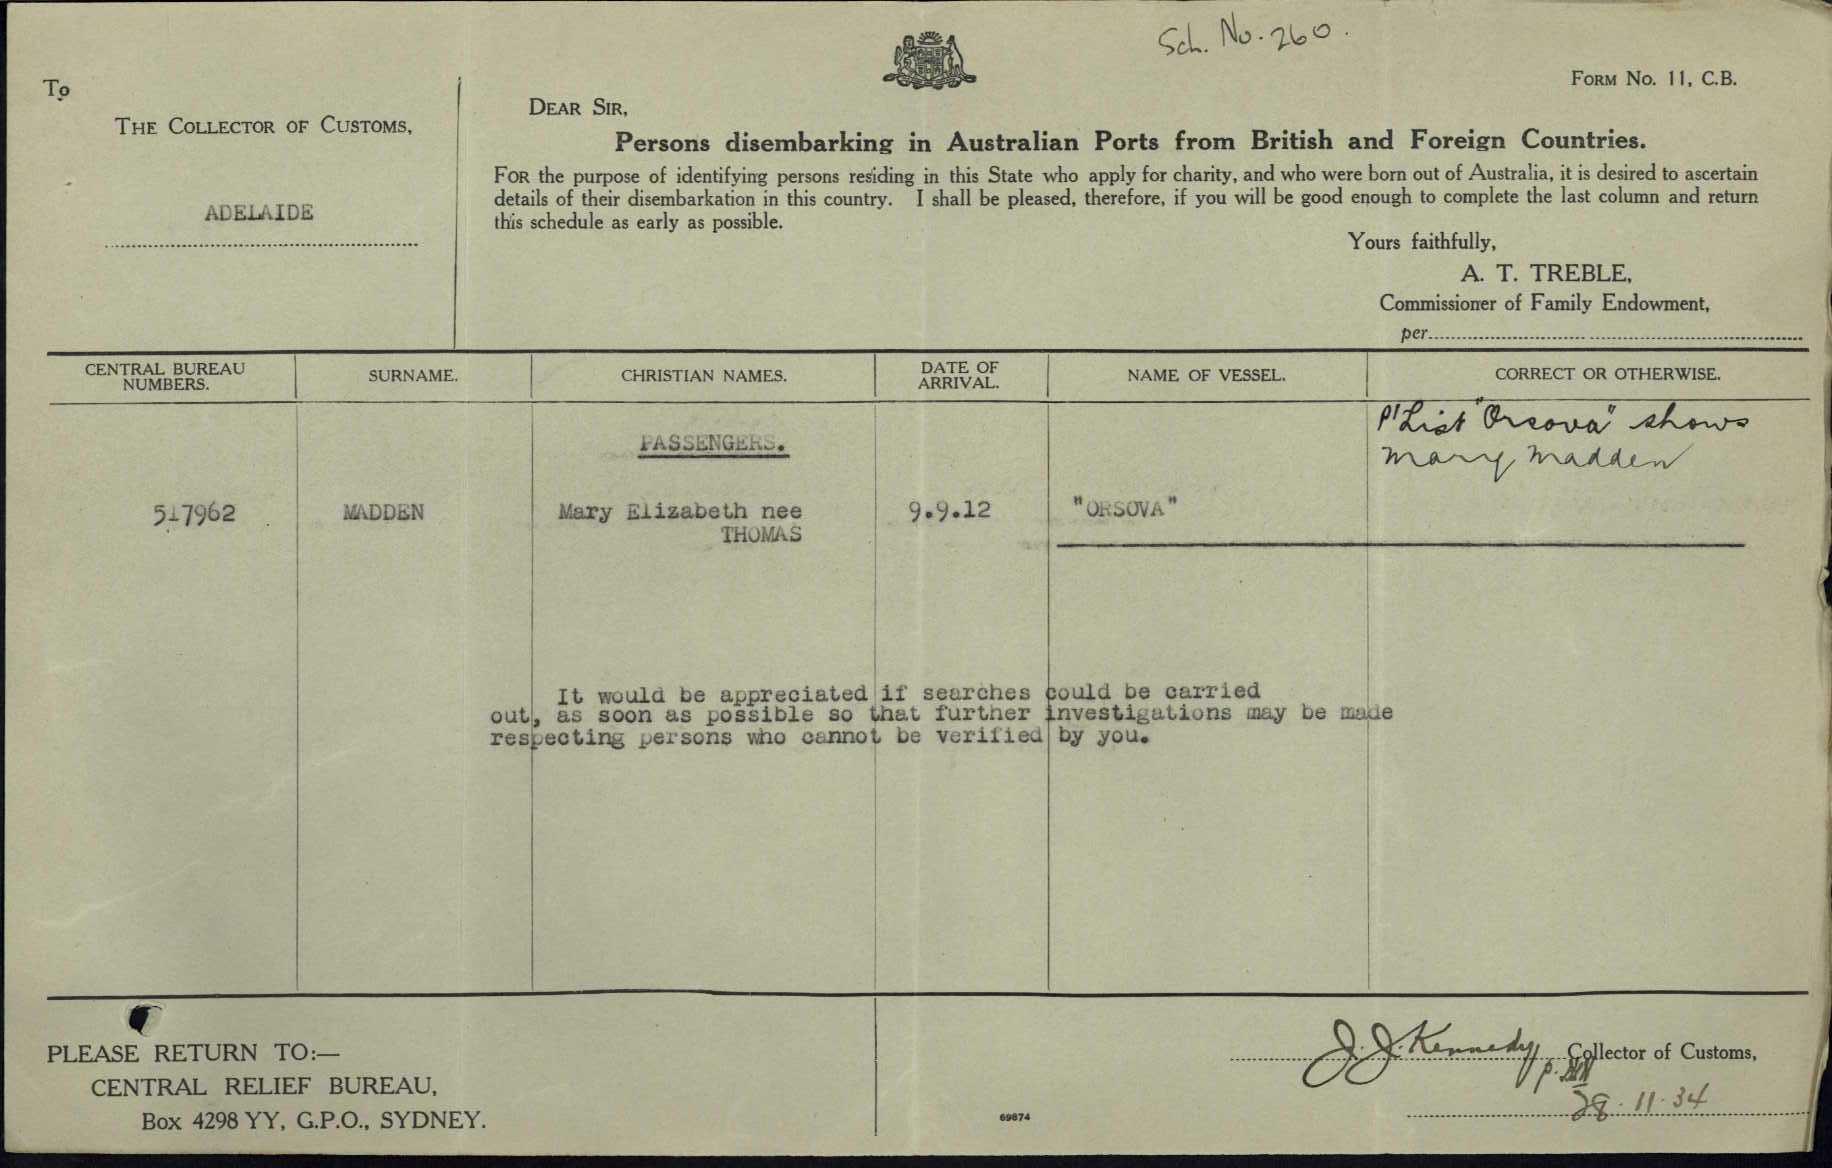 Sch. No. 260.
FORM No. 11, C.B.
To
THE COLLECTOR OF CUSTOMS,
ADELAIDE
DEAR SIR,
Persons disembarking in Australian Ports from British and Foreign Countries.
FOR the purpose of identifying persons residing in this State who apply for charity, and who were born out of Australia, it is desired to ascertain
details of their disembarkation in this country. I shall be pleased, therefore, if you will be good enough to complete the last column and return
this schedule as early as possible.
Yours faithfully,
A. T. TREBLE,
Commissioner of Family Endowment,
per
CENTRAL BUREAU NUMBERS.
SURNAME.
CHRISTIAN NAMES.
DATE OF ARRIVAL.
NAME OF VESSEL.
CORRECT OR OTHERWISE.
P'List "Orsova" shows
Mary Madden
PASSENGERS.
517962 MADDEN Mary Elizabeth nee 9.9.12 "ORSOVA"
THOMAS
It would be appreciated if searches could be carried
out, as soon as possible so that further investigations may be made
respecting persons who cannot be verified by you.
PLEASE RETURN TO:—
CENTRAL RELIEF BUREAU,
Box 4298 YY, G.P.O., SYDNEY.
69874
J. J. Kennedy Collector of Customs,
p.
28.11.34